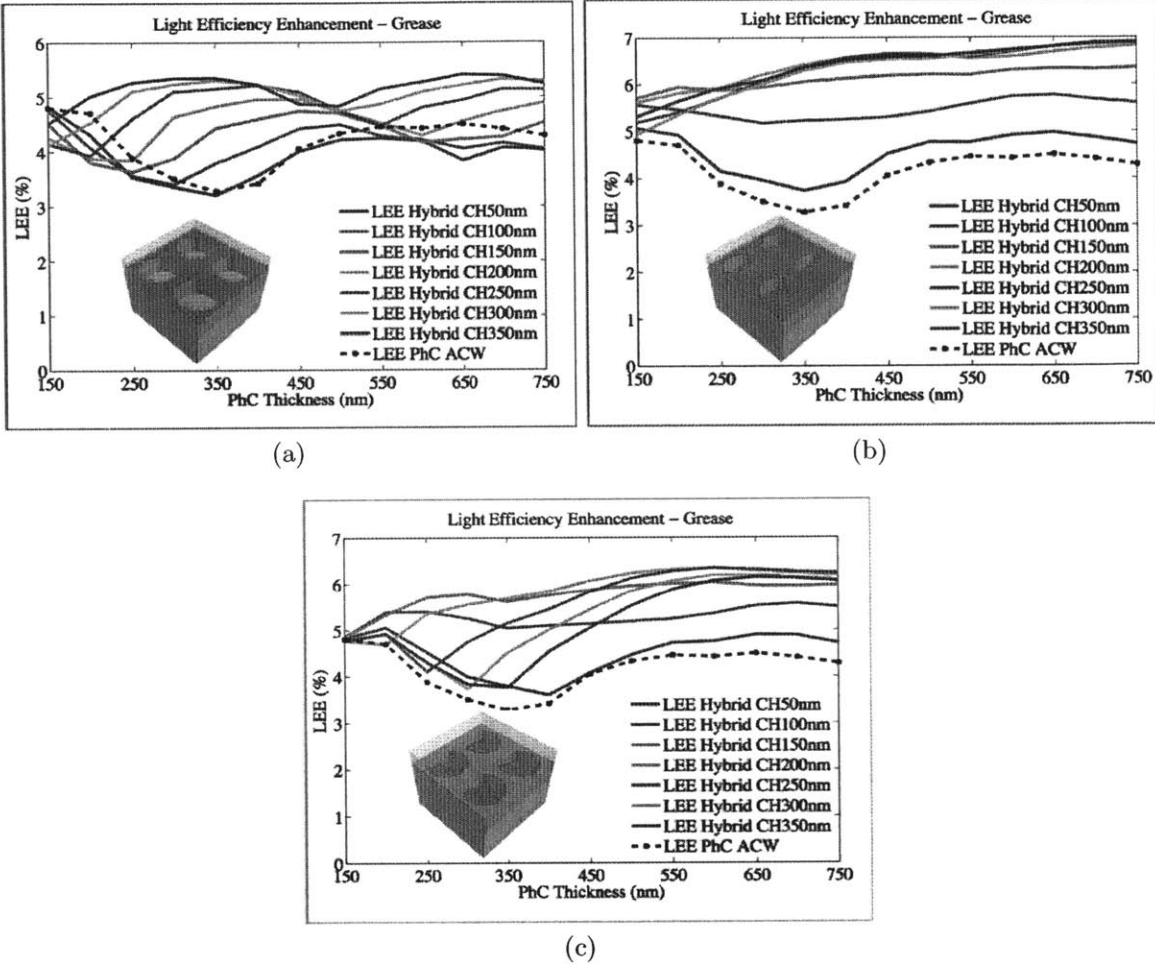 Light Efficiency Enhancement – Grease
LEE (%)
6
5
4
3
2
1
0
LEE Hybrid CH50nm
LEE Hybrid CH100nm
LEE Hybrid CH150nm
LEE Hybrid CH200nm
LEE Hybrid CH250nm
LEE Hybrid CH300nm
LEE Hybrid CH350nm
LEE PhC ACW
150 250 350 450 550 650 750
PhC Thickness (nm)
(a)
Light Efficiency Enhancement – Grease
LEE (%)
7
6
5
4
3
2
1
0
LEE Hybrid CH50nm
LEE Hybrid CH100nm
LEE Hybrid CH150nm
LEE Hybrid CH200nm
LEE Hybrid CH250nm
LEE Hybrid CH300nm
LEE Hybrid CH350nm
LEE PhC ACW
150 250 350 450 550 650 750
PhC Thickness (nm)
(b)
Light Efficiency Enhancement – Grease
LEE (%)
7
6
5
4
3
2
1
0
LEE Hybrid CH50nm
LEE Hybrid CH100nm
LEE Hybrid CH150nm
LEE Hybrid CH200nm
LEE Hybrid CH250nm
LEE Hybrid CH300nm
LEE Hybrid CH350nm
LEE PhC ACW
150 250 350 450 550 650 750
PhC Thickness (nm)
(c)